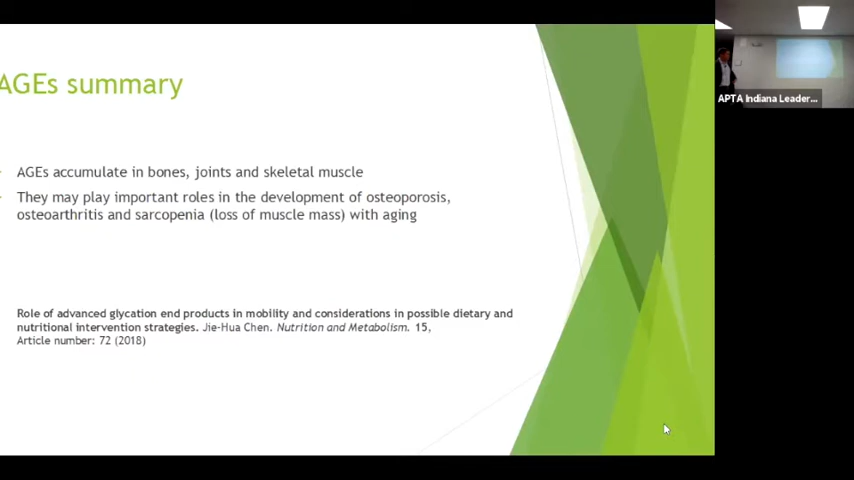 AGEs summary
AGEs accumulate in bones, joints and skeletal muscle
They may play important roles in the development of osteoporosis,
osteoarthritis and sarcopenia (loss of muscle mass) with aging
Role of advanced glycation end products in mobility and considerations in possible dietary and
nutritional intervention strategies. Jie-Hua Chen. Nutrition and Metabolism. 15,
Article number: 72 (2018)
APTA Indiana Leader...